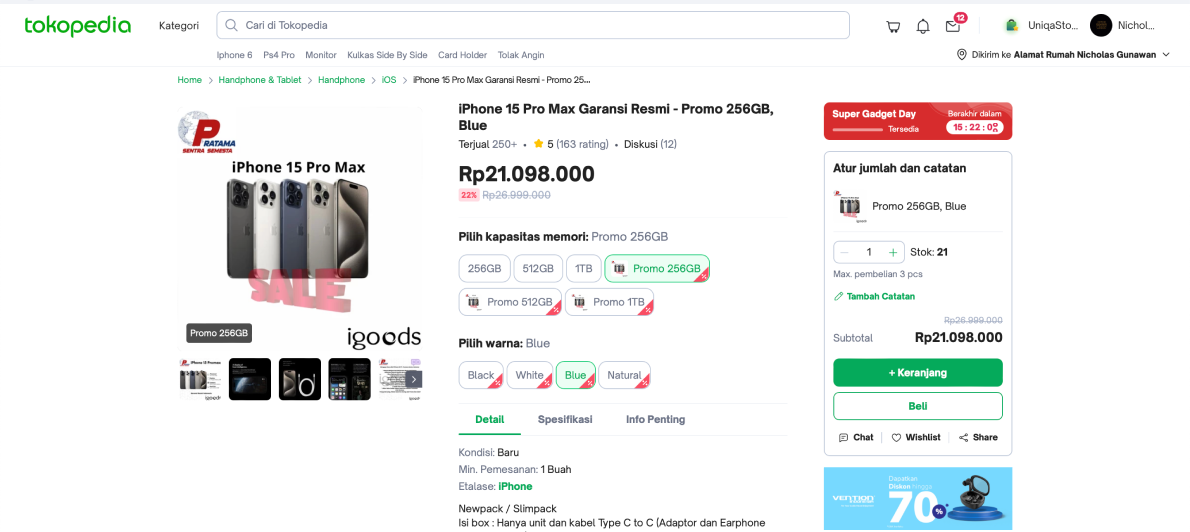 tokopedia
Kategori
Cari di Tokopedia
12
UniqaSto...
Nichol...
Iphone 6 Ps4 Pro Monitor Kulkas Side By Side Card Holder Tolak Angin
Dikirim ke Alamat Rumah Nicholas Gunawan
Home > Handphone & Tablet > Handphone > iOS > iPhone 15 Pro Max Garansi Resmi - Promo 25...
P
PRATAMA
SENTRA SEMESTA
iPhone 15 Pro Max
SALE
Promo 256GB
igoods
iPhone 15 Pro Max Garansi Resmi - Promo 256GB,
Blue
Terjual 250+ • 5 (163 rating) • Diskusi (12)
Rp21.098.000
22% Rp26.999.000
Pilih kapasitas memori: Promo 256GB
256GB 512GB 1TB Promo 256GB
Promo 512GB Promo 1TB
Pilih warna: Blue
Black White Blue Natural
Detail Spesifikasi Info Penting
Kondisi: Baru
Min. Pemesanan: 1 Buah
Etalase: iPhone
Newpack / Slimpack
Isi box : Hanya unit dan kabel Type C to C (Adaptor dan Earphone
Super Gadget Day
Tersedia
Berakhir dalam
15 : 22 :
Atur jumlah dan catatan
Promo 256GB, Blue
1 + Stok: 21
Max. pembelian 3 pcs
Tambah Catatan
Rp26.999.000
Subtotal Rp21.098.000
+ Keranjang
Beli
Chat Wishlist Share
VENTION
Dapatkan
Diskon hingga
70%